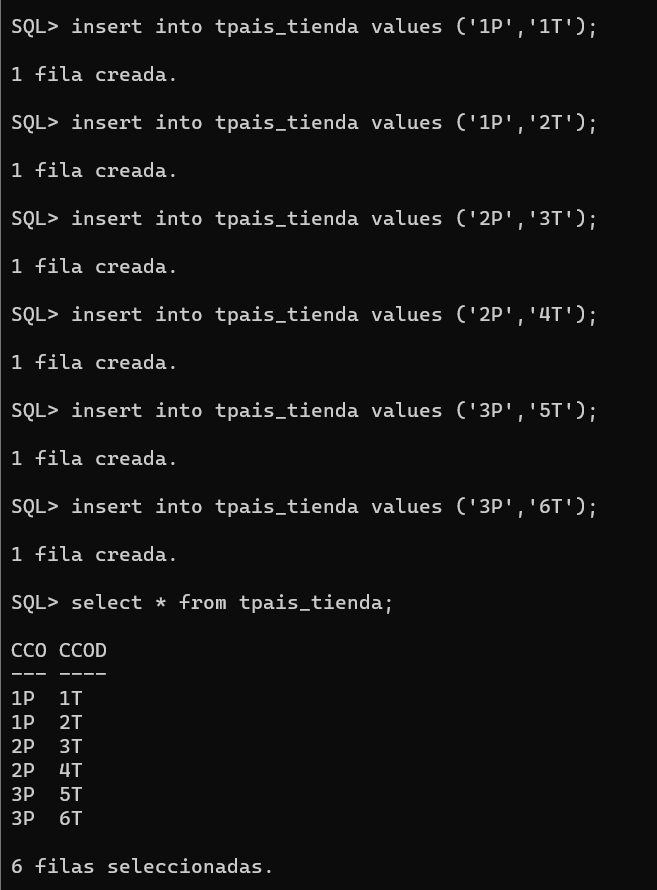 SQL> insert into tpais_tienda values ('1P','1T');
1 fila creada.
SQL> insert into tpais_tienda values ('1P','2T');
1 fila creada.
SQL> insert into tpais_tienda values ('2P','3T');
1 fila creada.
SQL> insert into tpais_tienda values ('2P','4T');
1 fila creada.
SQL> insert into tpais_tienda values ('3P','5T');
1 fila creada.
SQL> insert into tpais_tienda values ('3P','6T');
1 fila creada.
SQL> select * from tpais_tienda;
CCO CCOD
--- ----
1P  1T
1P  2T
2P  3T
2P  4T
3P  5T
3P  6T
6 filas seleccionadas.